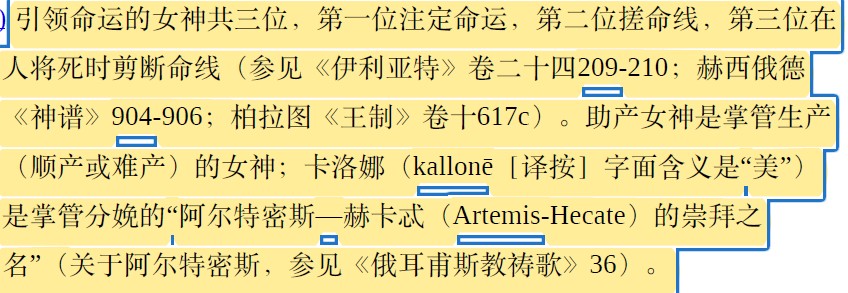 ) 引领命运的女神共三位，第一位注定命运，第二位搓命线，第三位在
人将死时剪断命线（参见《伊利亚特》卷二十四209-210；赫西俄德
《神谱》904-906；柏拉图《王制》卷十617c）。助产女神是掌管生产
（顺产或难产）的女神；卡洛娜（kallonē［译按］字面含义是“美”）
是掌管分娩的“阿尔特密斯—赫卡忒（Artemis-Hecate）的崇拜之
名”（关于阿尔特密斯，参见《俄耳甫斯教祷歌》36）。